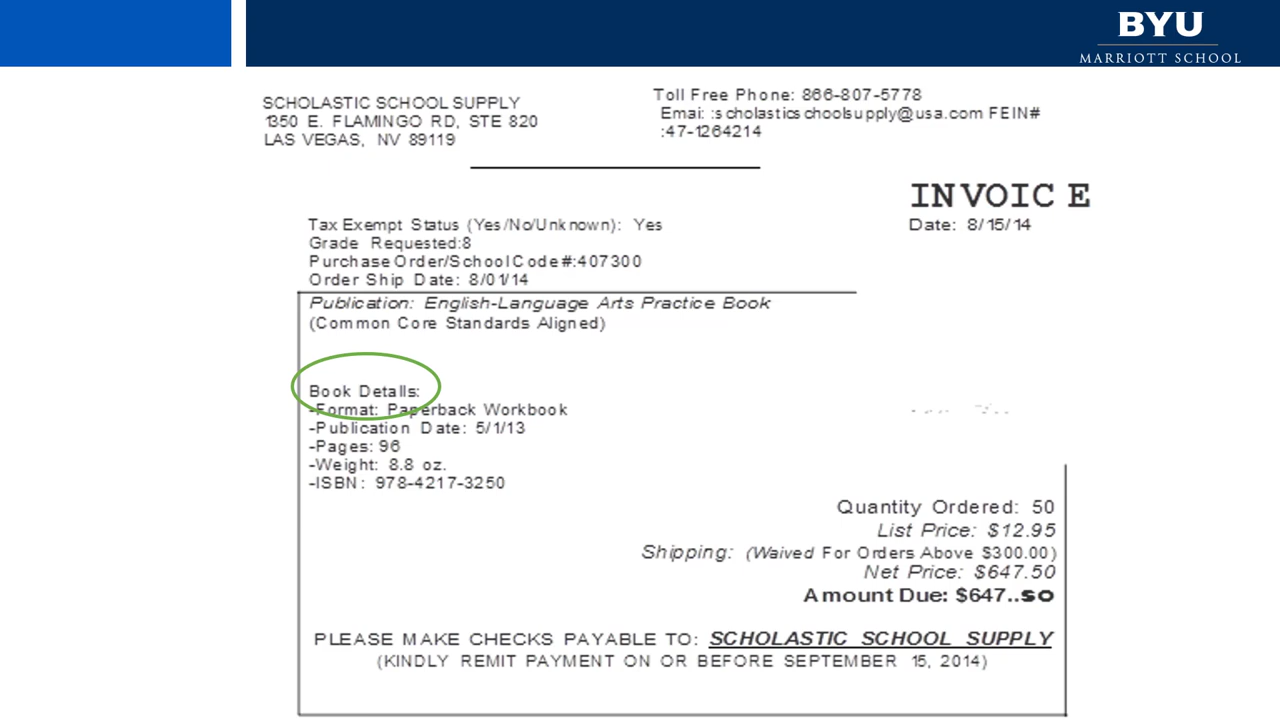 BYU
MARRIOTT SCHOOL
SCHOLASTIC SCHOOL SUPPLY
1350 E. FLAMINGO RD, STE 820
LAS VEGAS, NV 89119
Toll Free Phone: 866-807-5778
Emai: :scholasticschoolsupply@usa.com FEIN#
:47-1264214
INVOICE
Date: 8/15/14
Tax Exempt Status (Yes/No/Unknown): Yes
Grade Requested:8
Purchase Order/School Code#:407300
Order Ship Date: 8/01/14
Publication: English-Language Arts Practice Book
(Common Core Standards Aligned)
Book Detalls:
-Format: Paperback Workbook
-Publication Date: 5/1/13
-Pages: 96
-Weight: 8.8 oz.
-ISBN: 978-4217-3250
Quantity Ordered: 50
List Price: $12.95
Shipping: (Waived For Orders Above $300.00)
Net Price: $647.50
Amount Due: $647..so
PLEASE MAKE CHECKS PAYABLE TO: SCHOLASTIC SCHOOL SUPPLY
(KINDLY REMIT PAYMENT ON OR BEFORE SEPTEMBER 15, 2014)